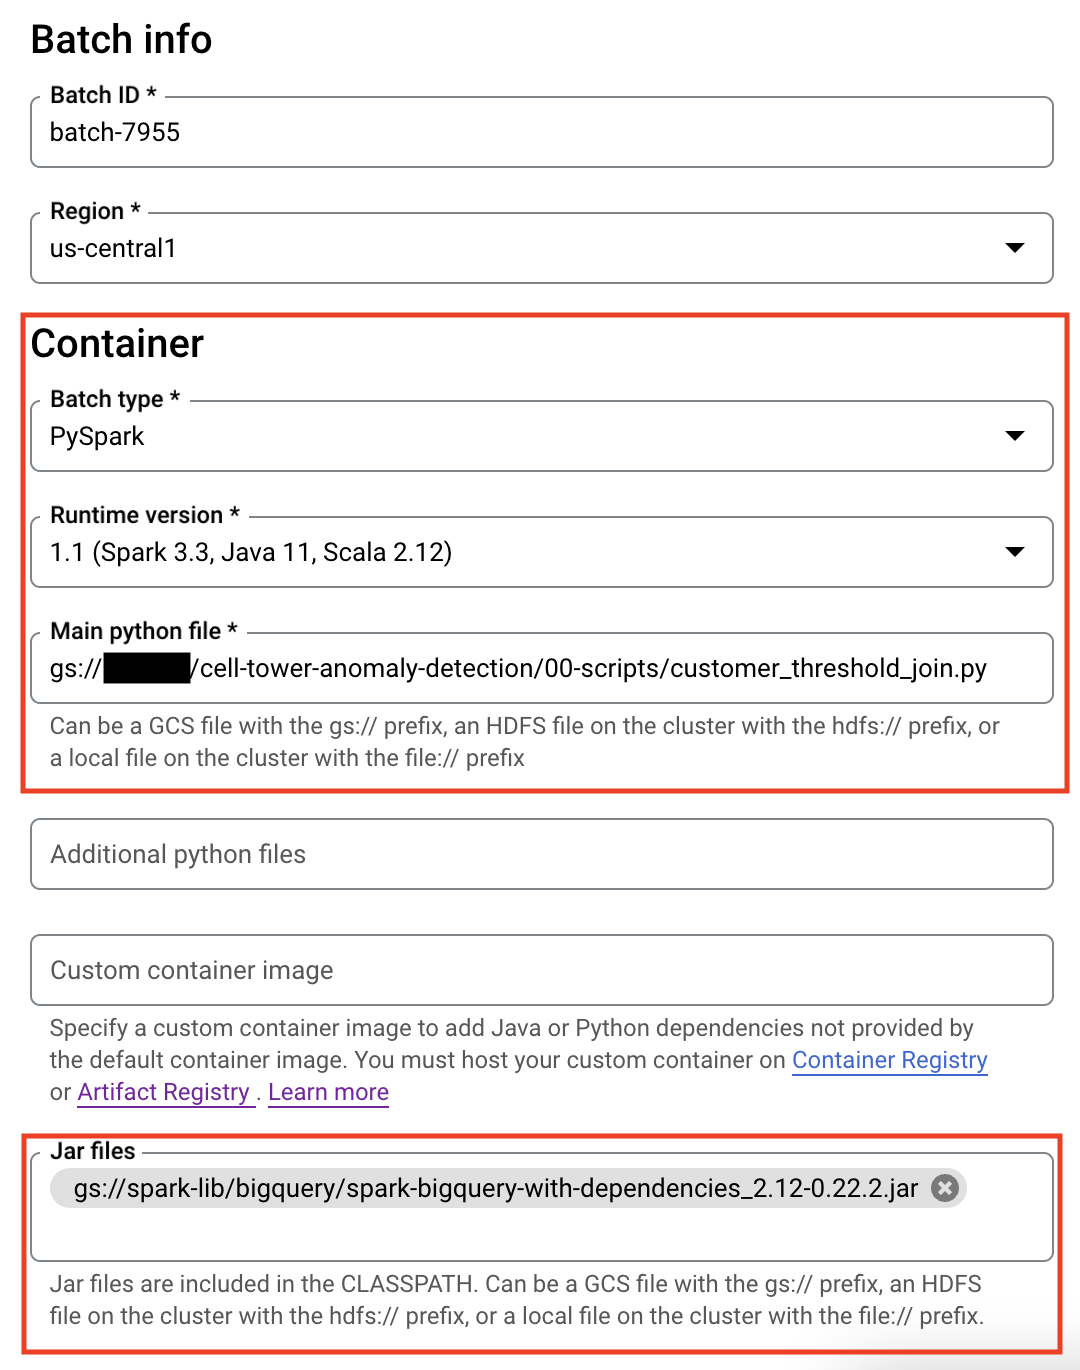 Batch info
Batch ID *
batch-7955
Region *
us-central1
Container
Batch type *
PySpark
Runtime version *
1.1 (Spark 3.3, Java 11, Scala 2.12)
Main python file *
gs:///cell-tower-anomaly-detection/00-scripts/customer_threshold_join.py
Can be a GCS file with the gs:// prefix, an HDFS file on the cluster with the hdfs:// prefix, or
a local file on the cluster with the file:// prefix
Additional python files
Custom container image
Specify a custom container image to add Java or Python dependencies not provided by
the default container image. You must host your custom container on Container Registry
or Artifact Registry . Learn more
Jar files
gs://spark-lib/bigquery/spark-bigquery-with-dependencies_2.12-0.22.2.jar
Jar files are included in the CLASSPATH. Can be a GCS file with the gs:// prefix, an HDFS
file on the cluster with the hdfs:// prefix, or a local file on the cluster with the file:// prefix.